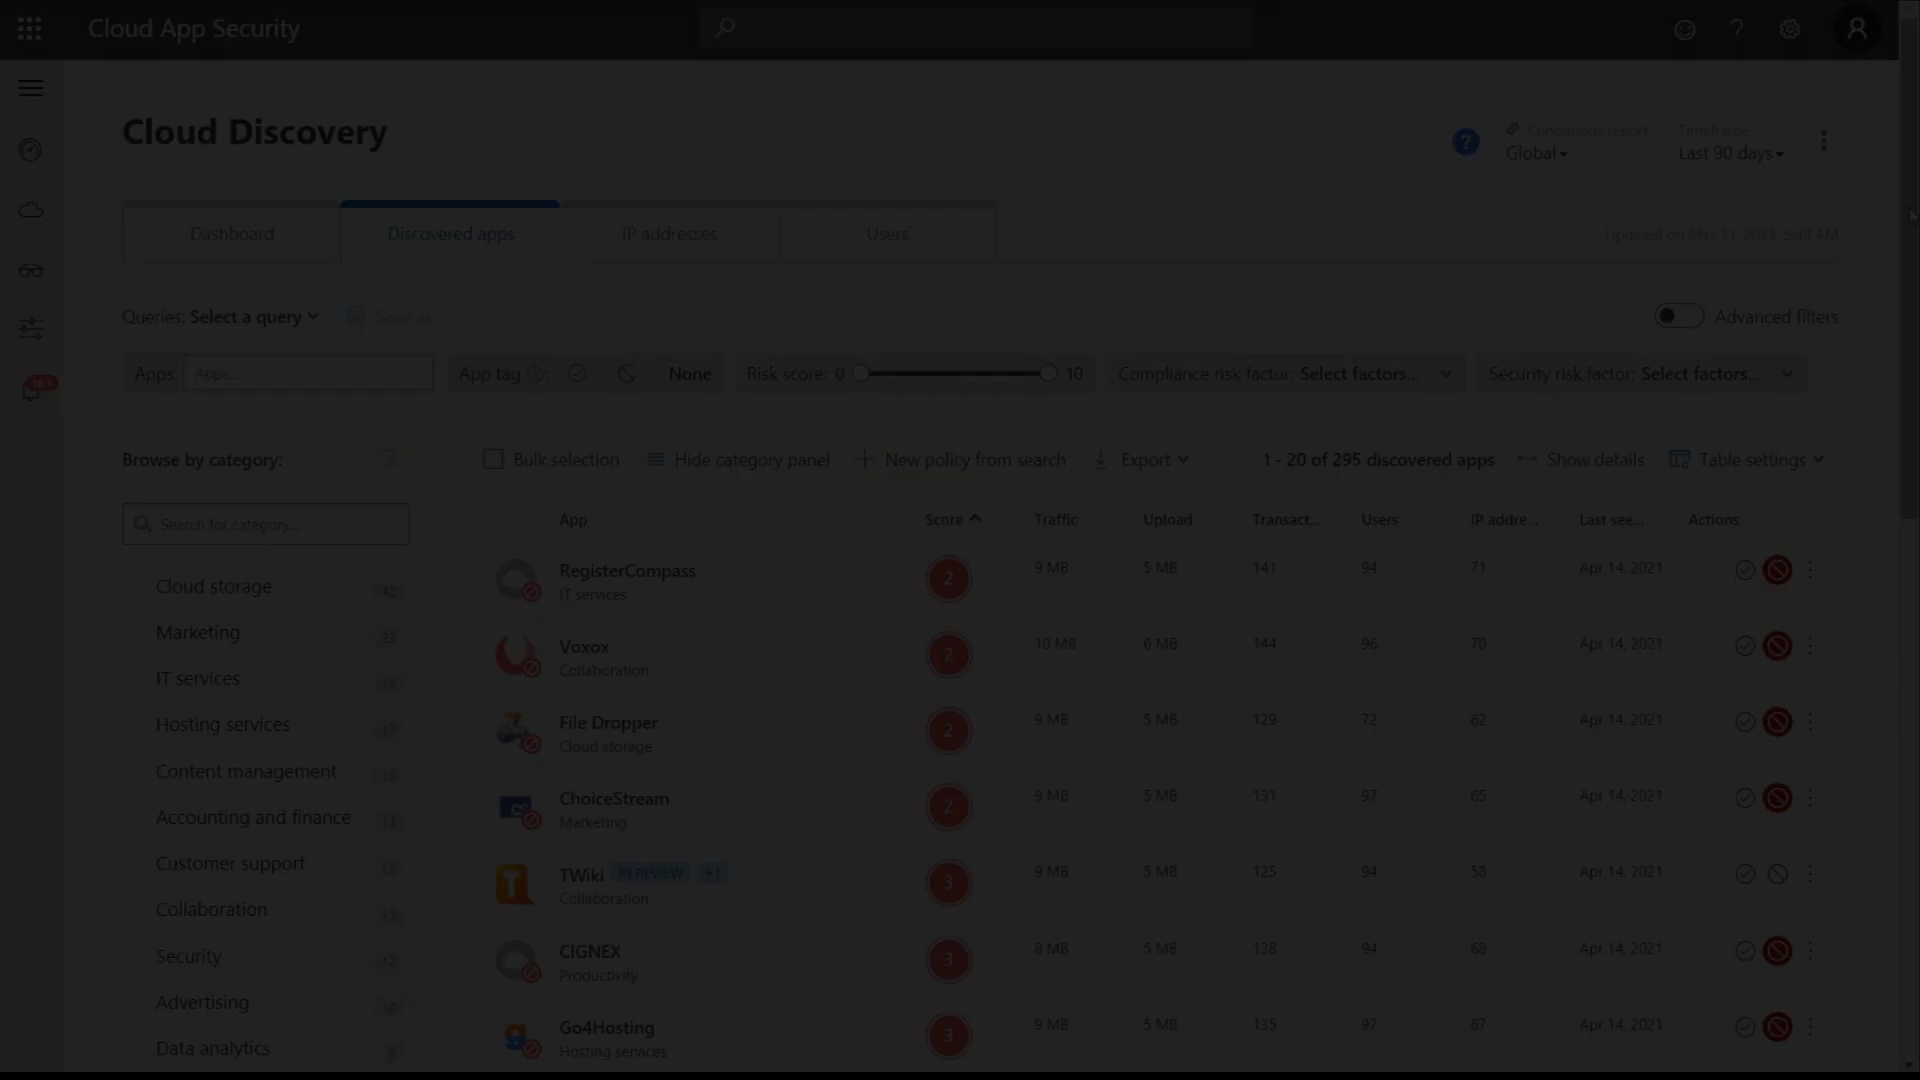 Cloud App Security
Cloud Discovery
Continuous report
Global
Timeframe
Last 90 days
Dashboard
Discovered apps
IP addresses
Users
Updated on May 11, 2021, 5:40 AM
Queries: Select a query
Save as
Advanced filters
Apps: Apps...
App tag : None
Risk score: 0 10
Compliance risk factor: Select factors...
Security risk factor: Select factors...
Browse by category:
Bulk selection
Hide category panel
New policy from search
Export
1 - 20 of 295 discovered apps
Show details
Table settings
Search for category...
App Score Traffic Upload Transact... Users IP addre... Last see... Actions
Cloud storage 42
Marketing 23
IT services 18
Hosting services 17
Content management 15
Accounting and finance 14
Customer support 13
Collaboration 13
Security 12
Advertising 10
Data analytics
RegisterCompass 2 9 MB 5 MB 141 94 71 Apr 14, 2021
IT services
Voxox 2 10 MB 6 MB 144 96 70 Apr 14, 2021
Collaboration
File Dropper 2 9 MB 5 MB 129 72 62 Apr 14, 2021
Cloud storage
CS ChoiceStream 2 9 MB 5 MB 131 97 65 Apr 14, 2021
Marketing
T TWiki IN REVIEW +1 3 9 MB 5 MB 125 94 58 Apr 14, 2021
Collaboration
CIGNEX 3 8 MB 5 MB 128 94 68 Apr 14, 2021
Productivity
Go4Hosting 3 9 MB 5 MB 135 97 67 Apr 14, 2021
Hosting services